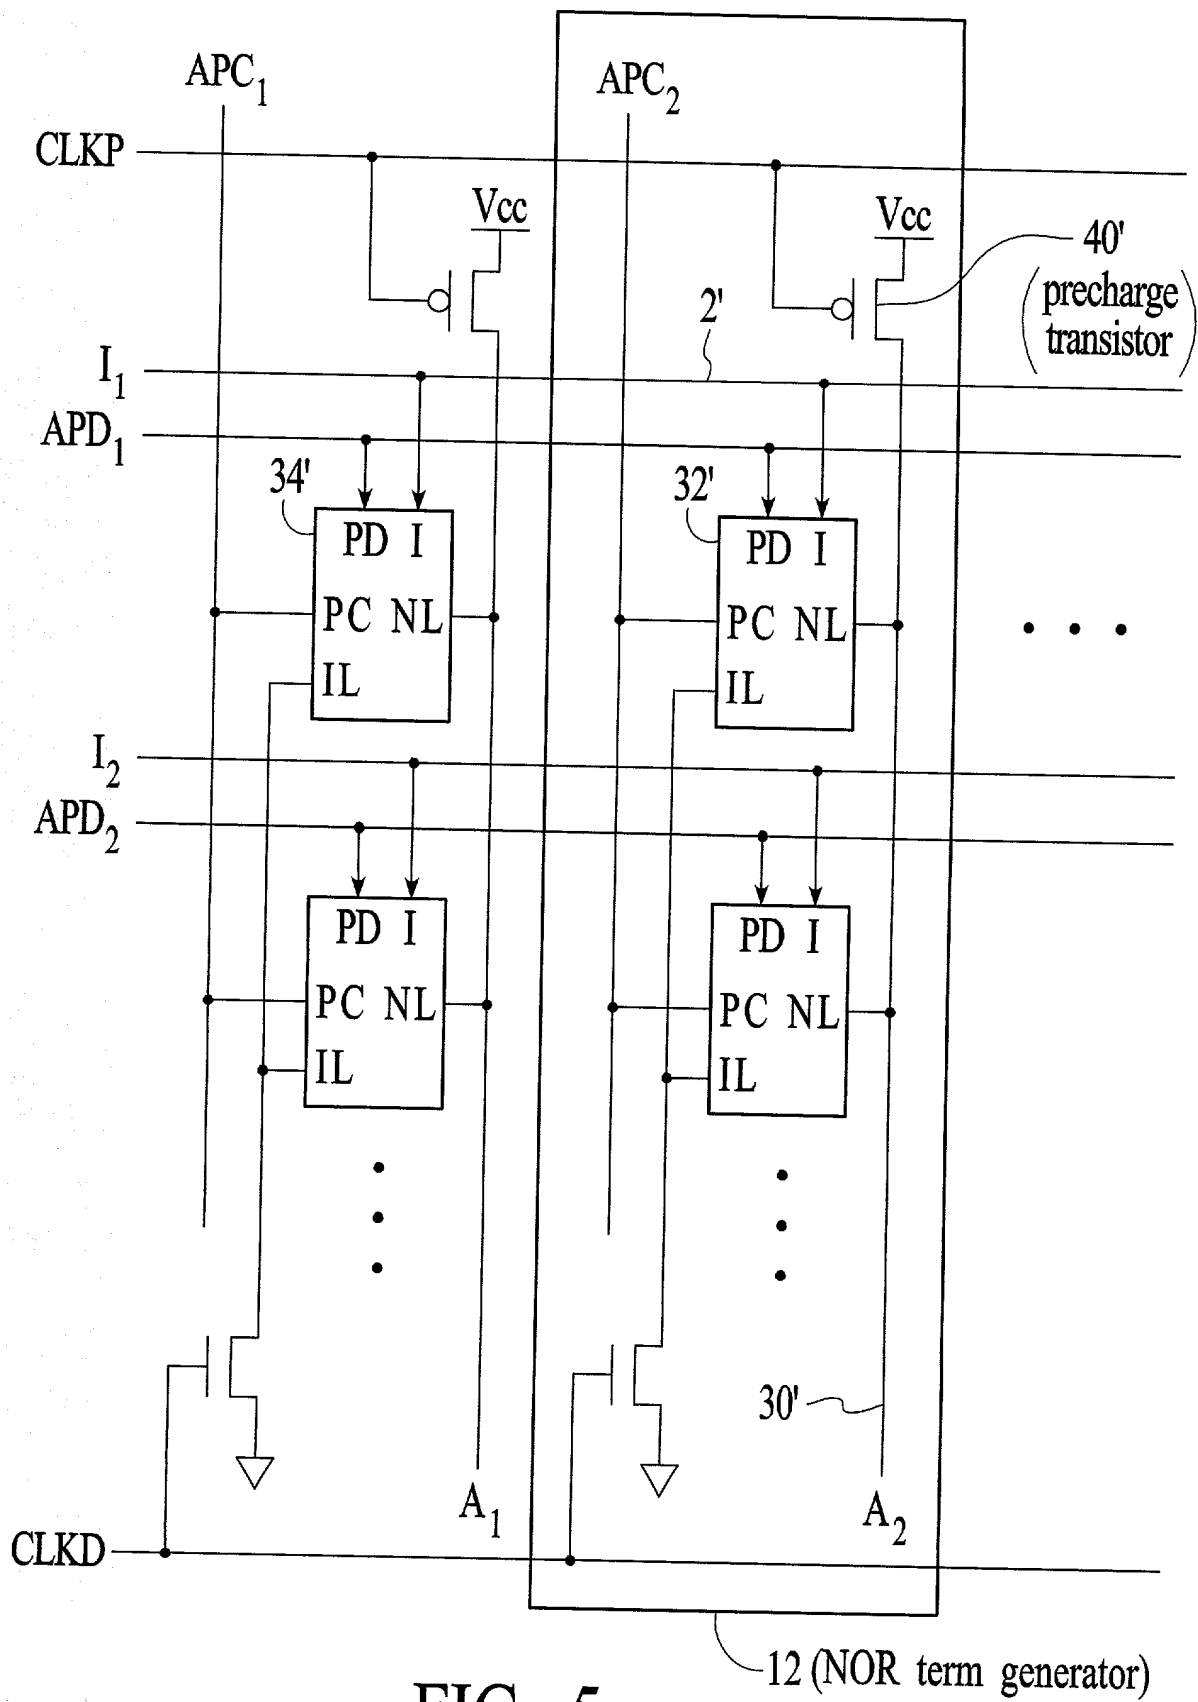 APC1 APC2
CLKP
Vcc Vcc
40'
(precharge
transistor)
2'
I1
APD1
34' 32'
PD I PD I
PC NL PC NL
IL IL
I2
APD2
PD I PD I
PC NL PC NL
IL IL
30'
A1 A2
CLKD
12 (NOR term generator)
FIG. 5